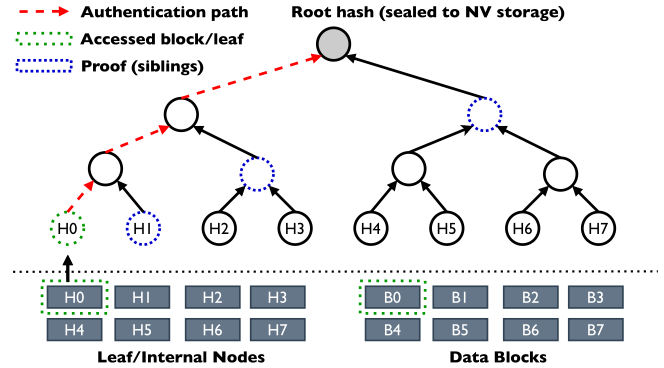 Authentication path
Root hash (sealed to NV storage)
Accessed block/leaf
Proof (siblings)
H0 H1 H2 H3 H4 H5 H6 H7
H0 H1 H2 H3 B0 B1 B2 B3
H4 H5 H6 H7 B4 B5 B6 B7
Leaf/Internal Nodes Data Blocks